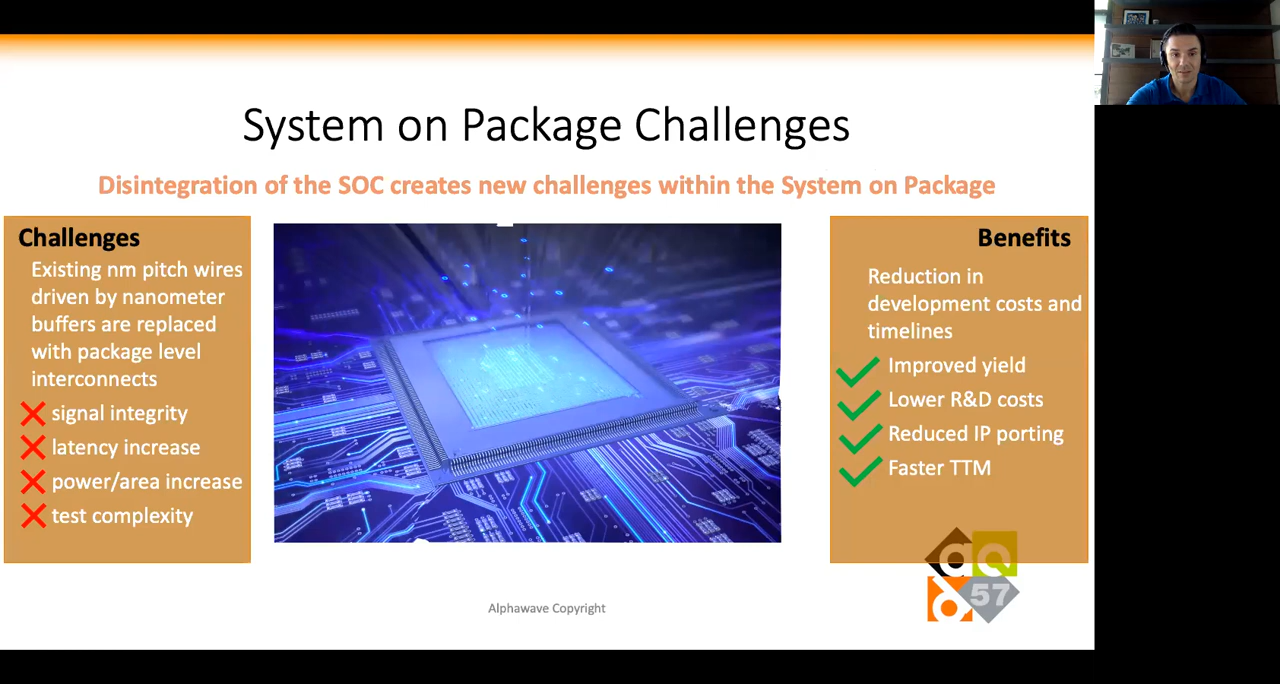 System on Package Challenges
Disintegration of the SOC creates new challenges within the System on Package
Challenges
Existing nm pitch wires
driven by nanometer
buffers are replaced
with package level
interconnects
signal integrity
latency increase
power/area increase
test complexity
Benefits
Reduction in
development costs and
timelines
Improved yield
Lower R&D costs
Reduced IP porting
Faster TTM
57
Alphawave Copyright